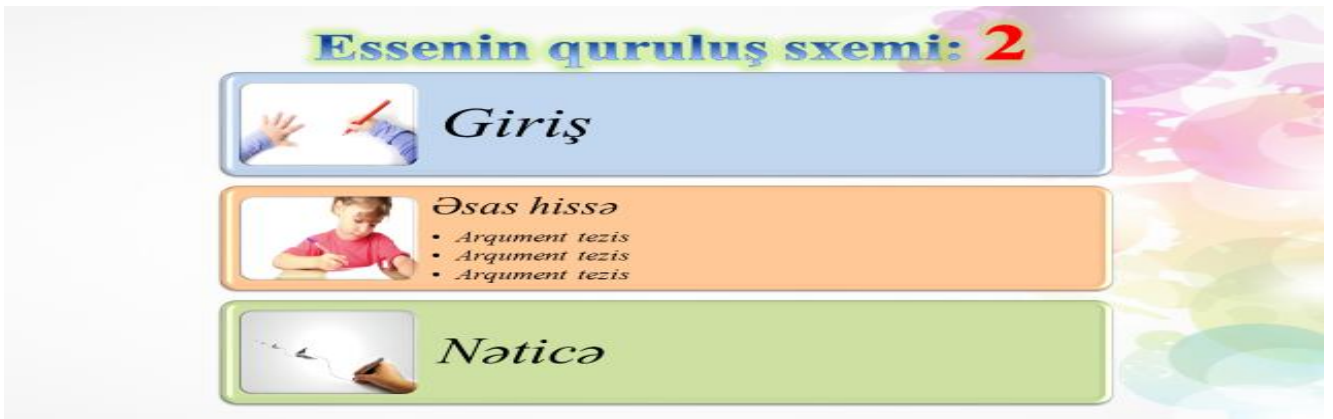 Essenin quruluş sxemi: 2
Giriş
Əsas hissə
• Arqument tezis
• Arqument tezis
• Arqument tezis
Nəticə